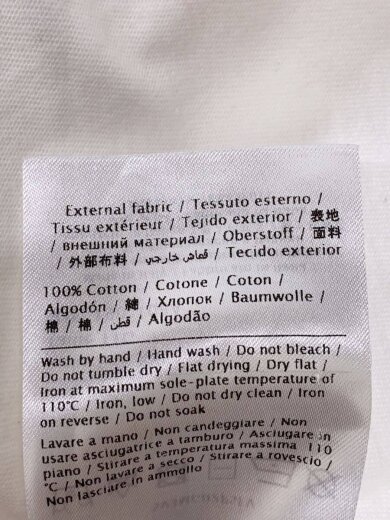 External fabric / Tessuto esterno /
Tissu extérieur / Tejido exterior / 表地
/ внешний материал / Oberstoff / 面料
/ 外部布料 / قماش خارجي / Tecido exterior
100% Cotton / Cotone / Coton /
Algodón / 綿 / Хлопок / Baumwolle /
棉 / 棉 / قطن / Algodão
Wash by hand / Hand wash / Do not bleach /
Do not tumble dry / Flat drying / Dry flat /
Iron at maximum sole-plate temperature of
110°C / Iron, low / Do not dry clean / Iron
on reverse / Do not soak
Lavare a mano / Non candeggiare / Non
usare asciugatrice a tamburo / Asciugare in
piano / Stirare a temperatura massima 110
°C / Non lavare a secco / Stirare a rovescio /
Non lasciare in ammollo